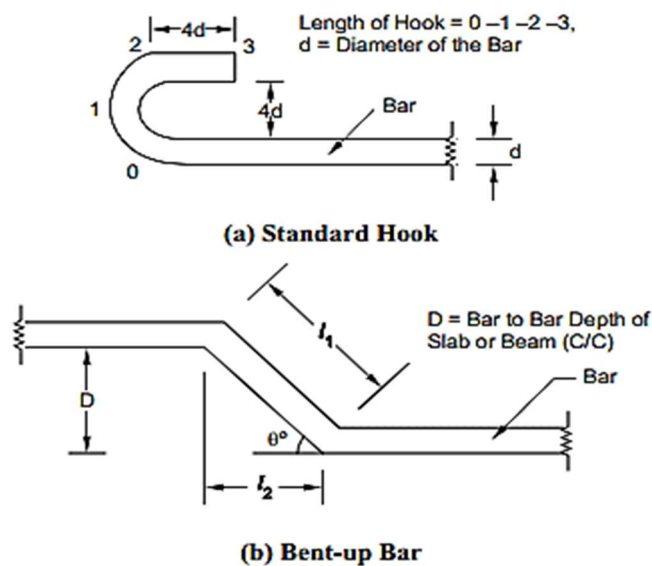 Length of Hook = 0 –1 –2 –3,
d = Diameter of the Bar
2
4d
3
1
4d
Bar
d
0
(a) Standard Hook
l₁
D = Bar to Bar Depth of
Slab or Beam (C/C)
Bar
D
θ°
l₂
(b) Bent-up Bar